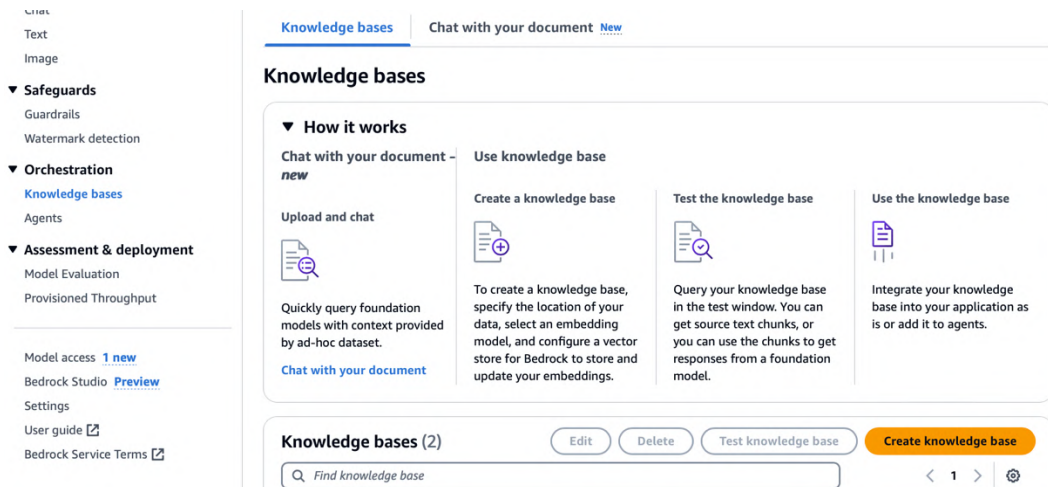 Chat
Text
Image
Safeguards
Guardrails
Watermark detection
Orchestration
Knowledge bases
Agents
Assessment & deployment
Model Evaluation
Provisioned Throughput
Model access 1 new
Bedrock Studio Preview
Settings
User guide
Bedrock Service Terms
Knowledge bases
Chat with your document New
Knowledge bases
How it works
Chat with your document –
new
Upload and chat
Quickly query foundation
models with context provided
by ad-hoc dataset.
Chat with your document
Use knowledge base
Create a knowledge base
To create a knowledge base,
specify the location of your
data, select an embedding
model, and configure a vector
store for Bedrock to store and
update your embeddings.
Test the knowledge base
Query your knowledge base
in the test window. You can
get source text chunks, or
you can use the chunks to get
responses from a foundation
model.
Use the knowledge base
Integrate your knowledge
base into your application as
is or add it to agents.
Knowledge bases (2)
Edit
Delete
Test knowledge base
Create knowledge base
Find knowledge base
1